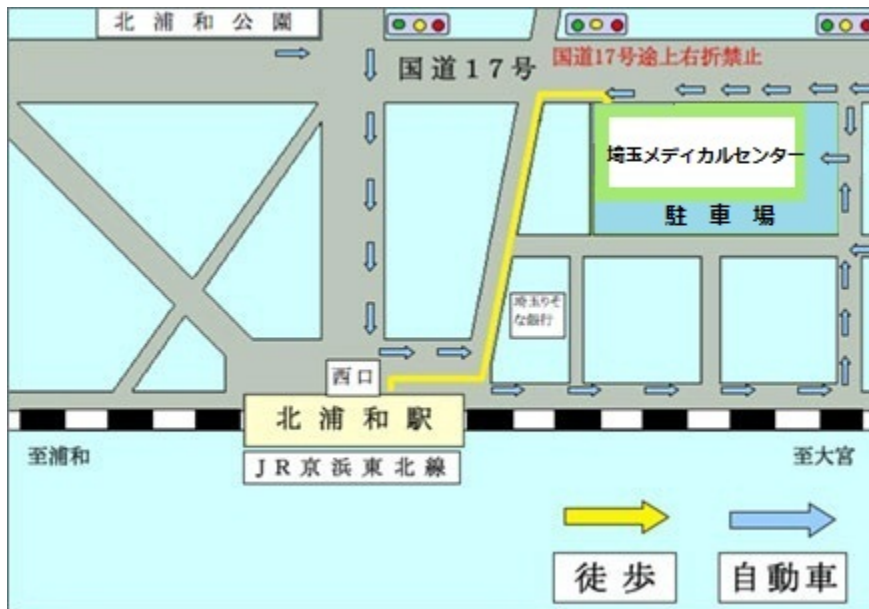 北浦和公園
国道17号
国道17号途上右折禁止
埼玉メディカルセンター
駐車場
埼玉りそ
な銀行
西口
北浦和駅
JR京浜東北線
至浦和
至大宮
徒歩
自動車